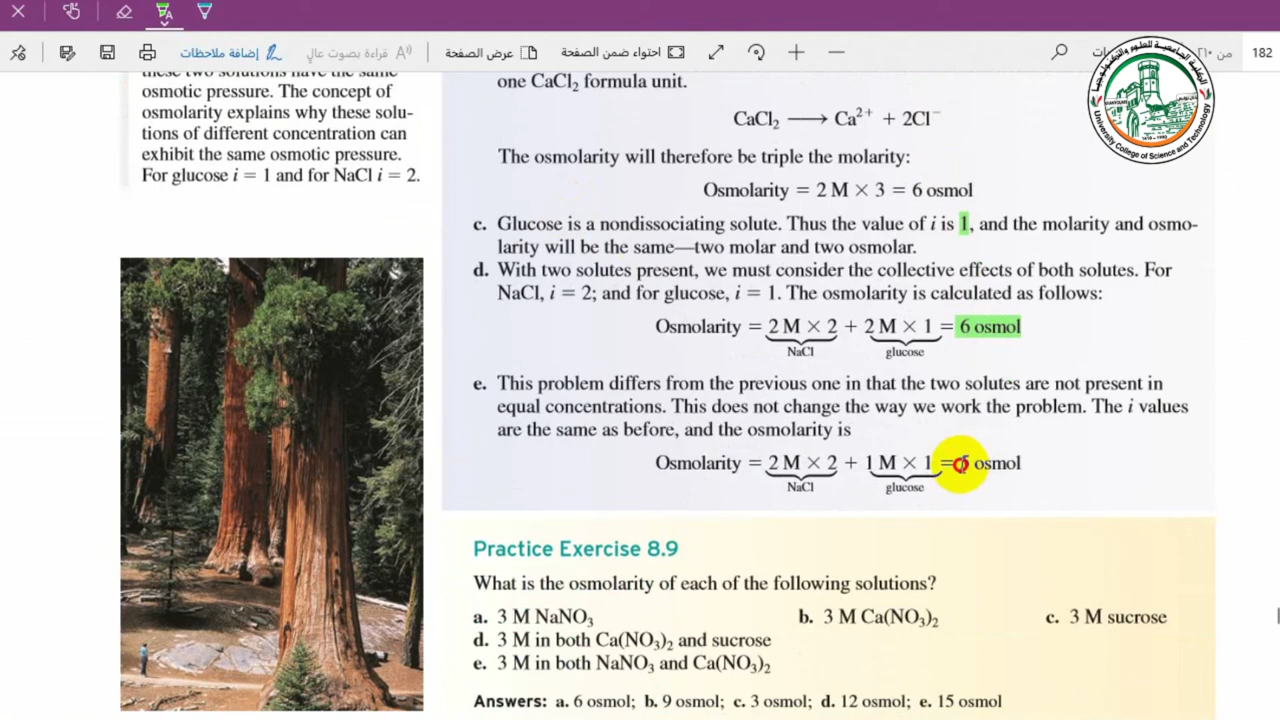 إضافة ملاحظات
قراءة بصوت عالٍ
عرض الصفحة
احتواء ضمن الصفحة
من
182
الكلية الجامعية للعلوم والتكنولوجيا
University College of Science and Technology
osmotic pressure. The concept of
osmolarity explains why these solu-
tions of different concentration can
exhibit the same osmotic pressure.
For glucose i = 1 and for NaCl i = 2.
one CaCl₂ formula unit.
CaCl₂ ⟶ Ca²⁺ + 2Cl⁻
The osmolarity will therefore be triple the molarity:
Osmolarity = 2 M × 3 = 6 osmol
c. Glucose is a nondissociating solute. Thus the value of i is 1, and the molarity and osmo-
larity will be the same—two molar and two osmolar.
d. With two solutes present, we must consider the collective effects of both solutes. For
NaCl, i = 2; and for glucose, i = 1. The osmolarity is calculated as follows:
Osmolarity = 2 M × 2 + 2 M × 1 = 6 osmol
NaCl glucose
e. This problem differs from the previous one in that the two solutes are not present in
equal concentrations. This does not change the way we work the problem. The i values
are the same as before, and the osmolarity is
Osmolarity = 2 M × 2 + 1 M × 1 = osmol
NaCl glucose
Practice Exercise 8.9
What is the osmolarity of each of the following solutions?
a. 3 M NaNO₃ b. 3 M Ca(NO₃)₂ c. 3 M sucrose
d. 3 M in both Ca(NO₃)₂ and sucrose
e. 3 M in both NaNO₃ and Ca(NO₃)₂
Answers: a. 6 osmol; b. 9 osmol; c. 3 osmol; d. 12 osmol; e. 15 osmol